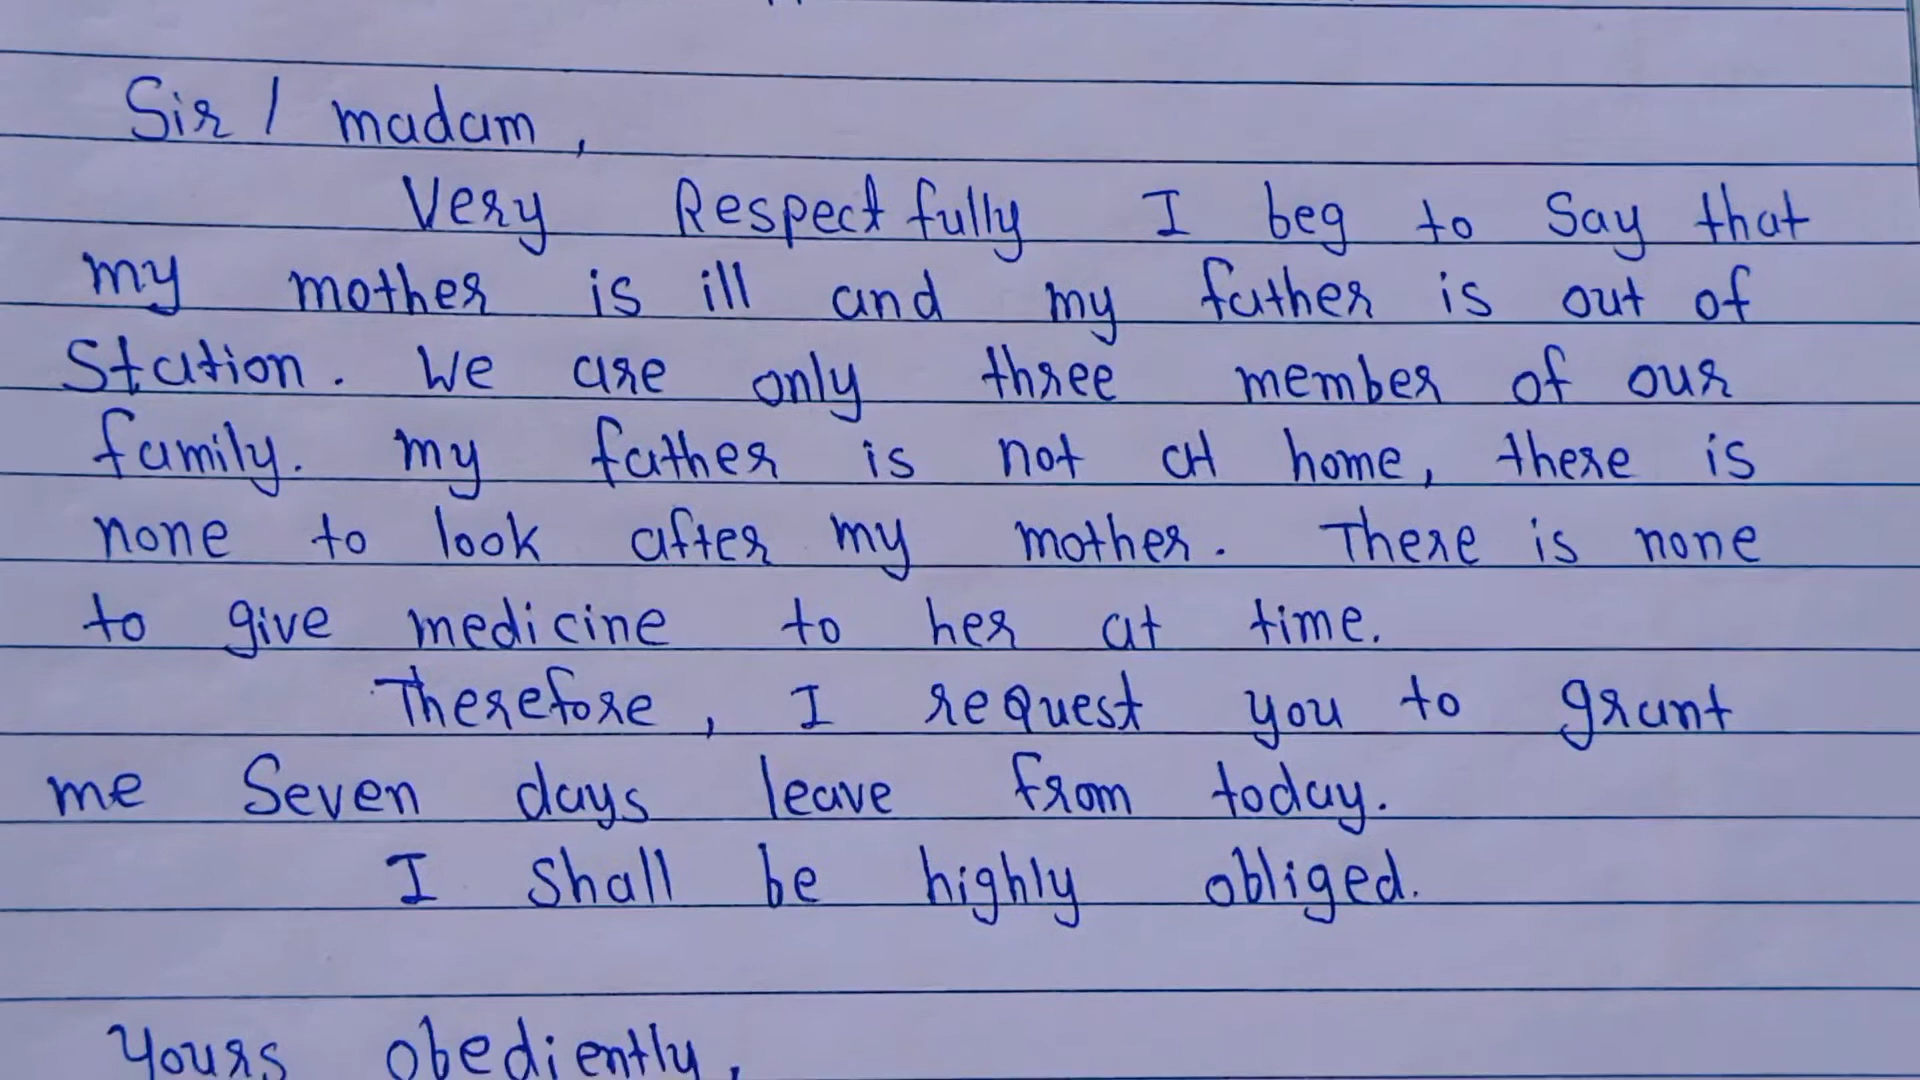 Sir / madam,
Very Respectfully I beg to Say that
my mother is ill and my father is out of
Station. We are only three member of our
family. my father is not at home, there is
none to look after my mother. There is none
to give medicine to her at time.
Therefore, I request you to grant
me Seven days leave from today.
I Shall be highly obliged.
Yours obediently,